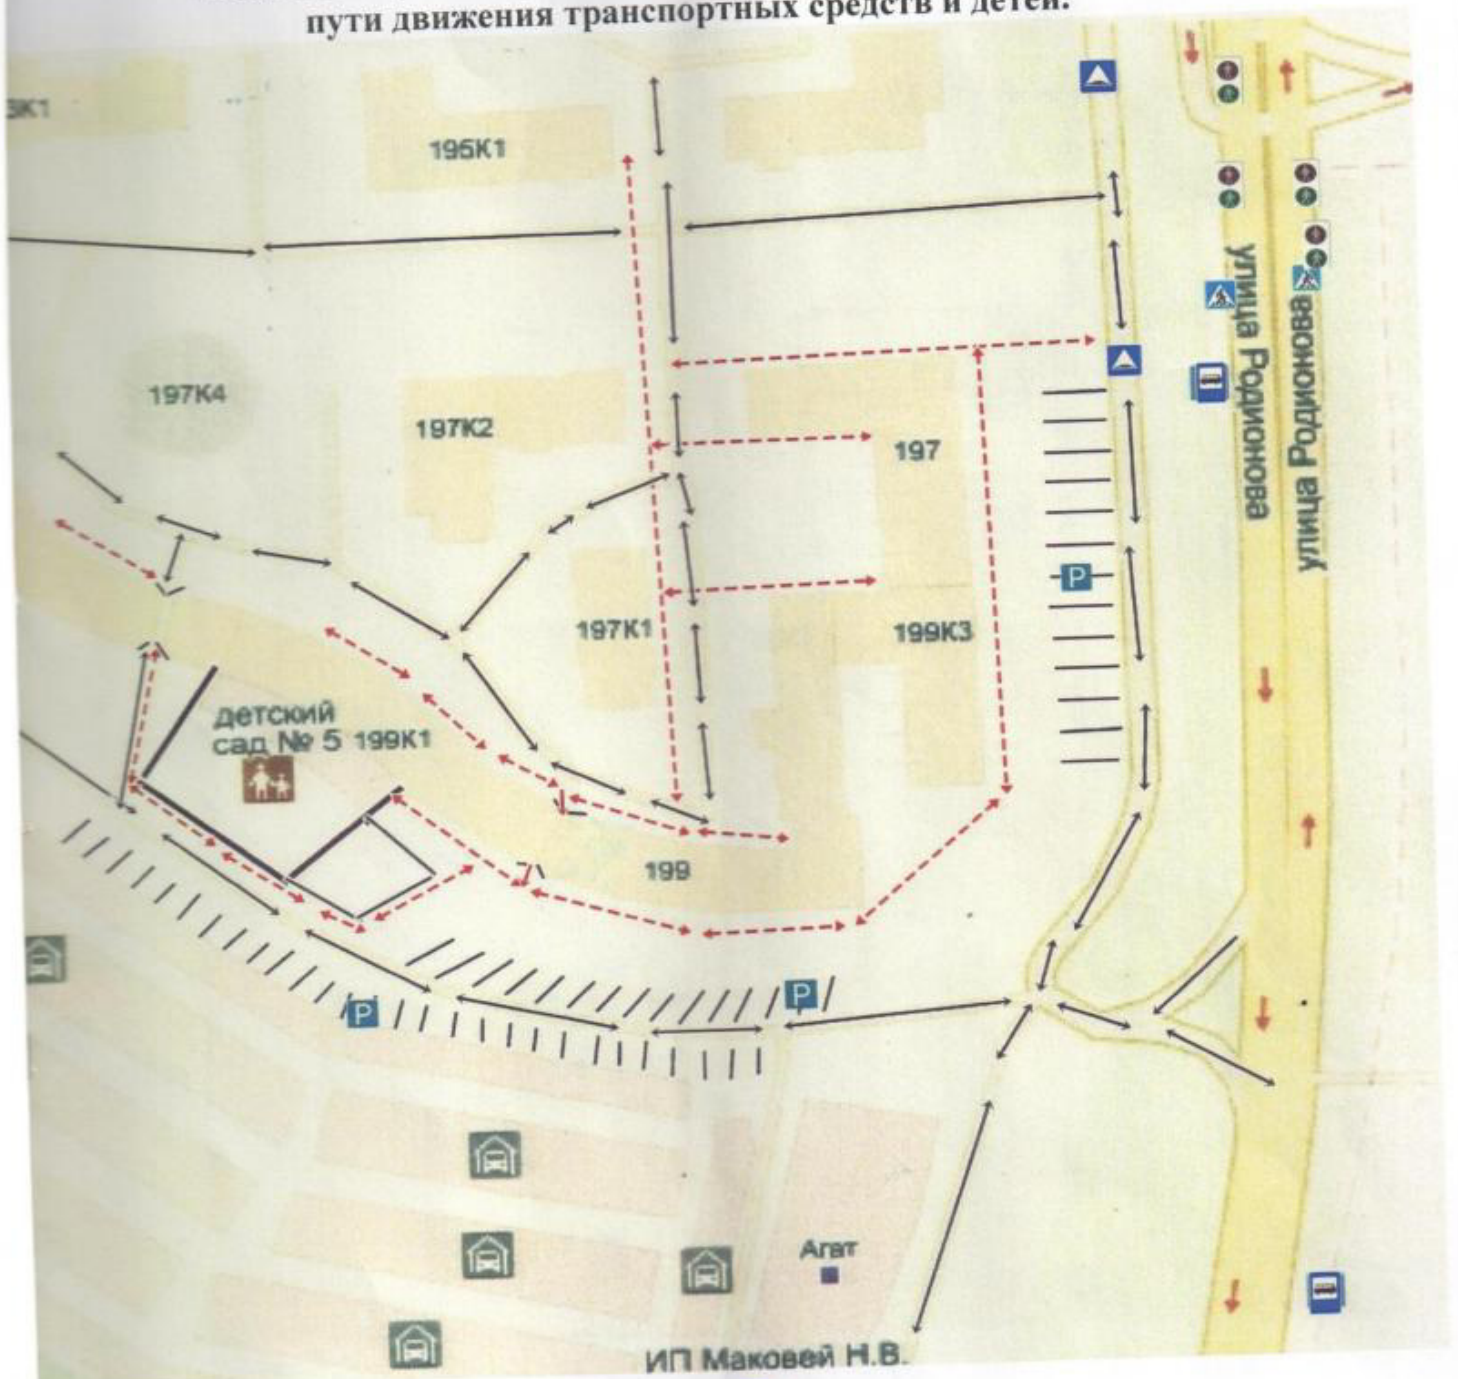 пути движения транспортных средств и детей.
195К1
197К4
197К2
197
197К1
199К3
детский
сад № 5 199К1
199
P
P
P
улица Родионова
улица Родионова
Агат
ИП Маковей Н.В.